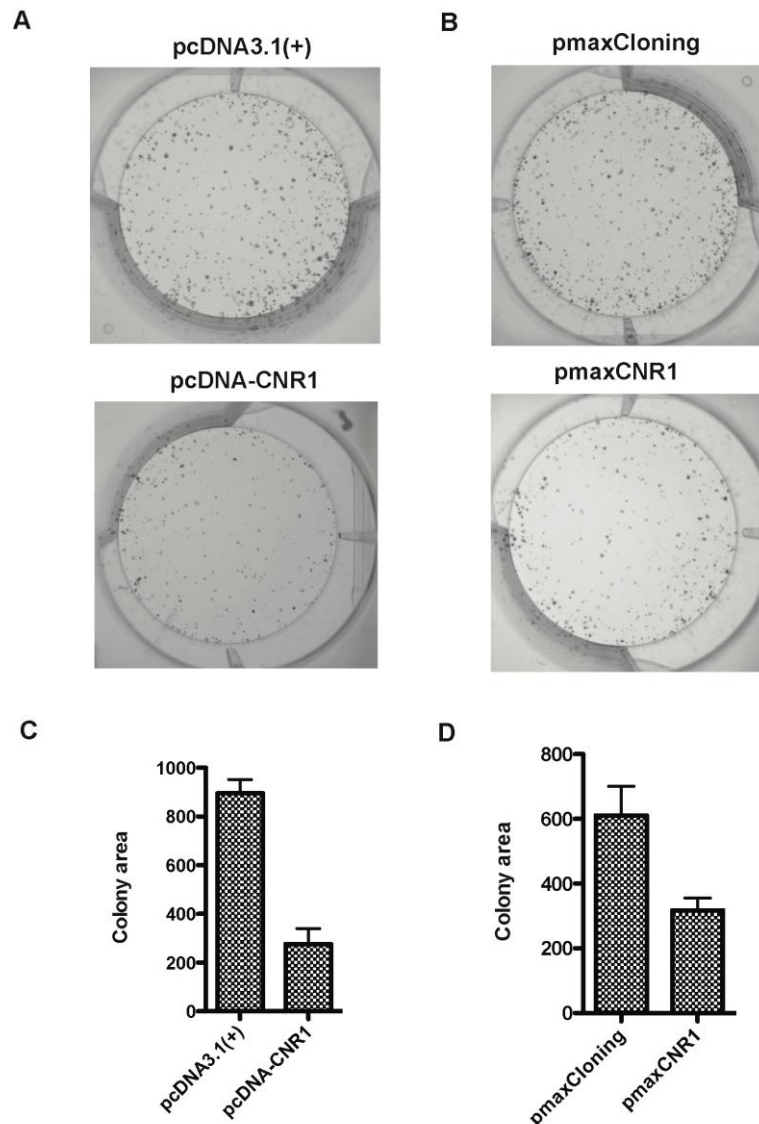 A
B
pcDNA3.1(+)
pmaxCloning
pcDNA-CNR1
pmaxCNR1
C
D
1000
800
600
400
200
0
Colony area
pcDNA3.1(+)
pcDNA-CNR1
800
600
400
200
0
Colony area
pmaxCloning
pmaxCNR1